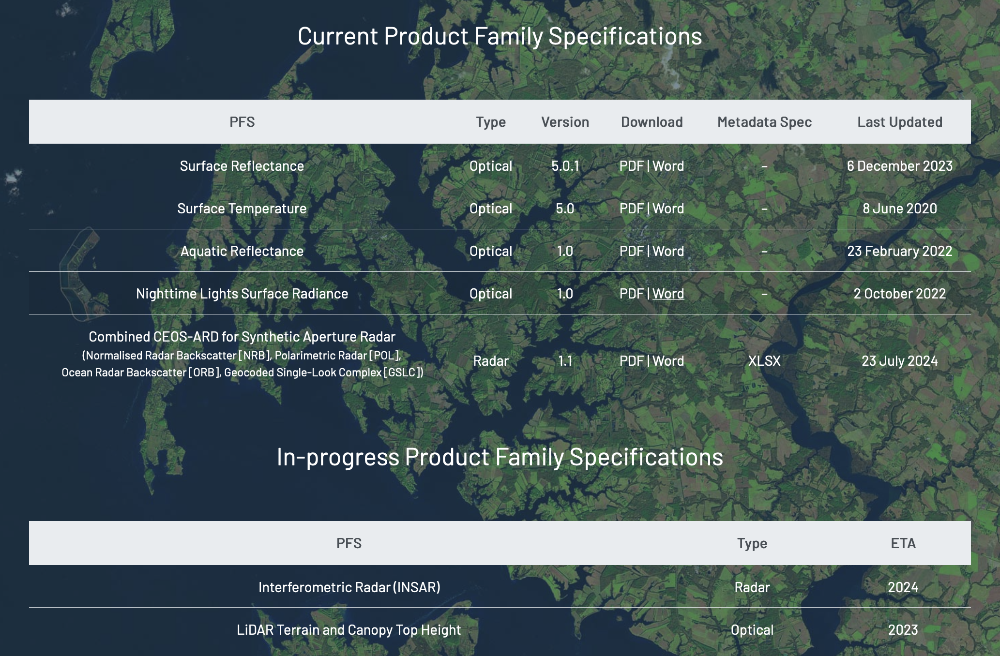 Current Product Family Specifications
PFS Type Version Download Metadata Spec Last Updated
Surface Reflectance Optical 5.0.1 PDF | Word – 6 December 2023
Surface Temperature Optical 5.0 PDF | Word – 8 June 2020
Aquatic Reflectance Optical 1.0 PDF | Word – 23 February 2022
Nighttime Lights Surface Radiance Optical 1.0 PDF | Word – 2 October 2022
Combined CEOS-ARD for Synthetic Aperture Radar
(Normalised Radar Backscatter [NRB], Polarimetric Radar [POL],
Ocean Radar Backscatter [ORB], Geocoded Single-Look Complex [GSLC])
Radar 1.1 PDF | Word XLSX 23 July 2024
In-progress Product Family Specifications
PFS Type ETA
Interferometric Radar (INSAR) Radar 2024
LiDAR Terrain and Canopy Top Height Optical 2023